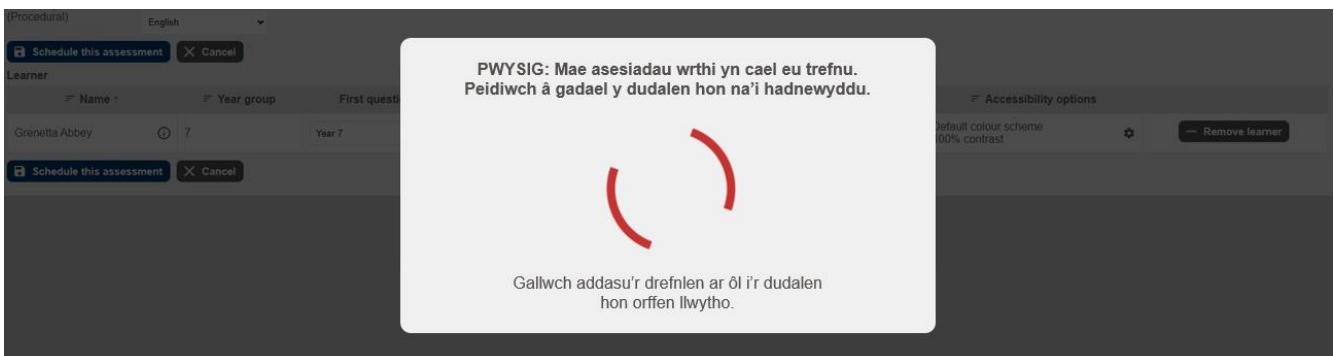 (Procedural)
English
Schedule this assessment Cancel
Learner
Name Year group First questi Accessibility options
Grenetta Abbey 7 Year 7 Default colour scheme
100% contrast
Remove learner
Schedule this assessment Cancel
PWYSIG: Mae asesiadau wrthi yn cael eu trefnu.
Peidiwch â gadael y dudalen hon na'i hadnewyddu.
Gallwch addasu'r drefnlen ar ôl i'r dudalen
hon orffen llwytho.